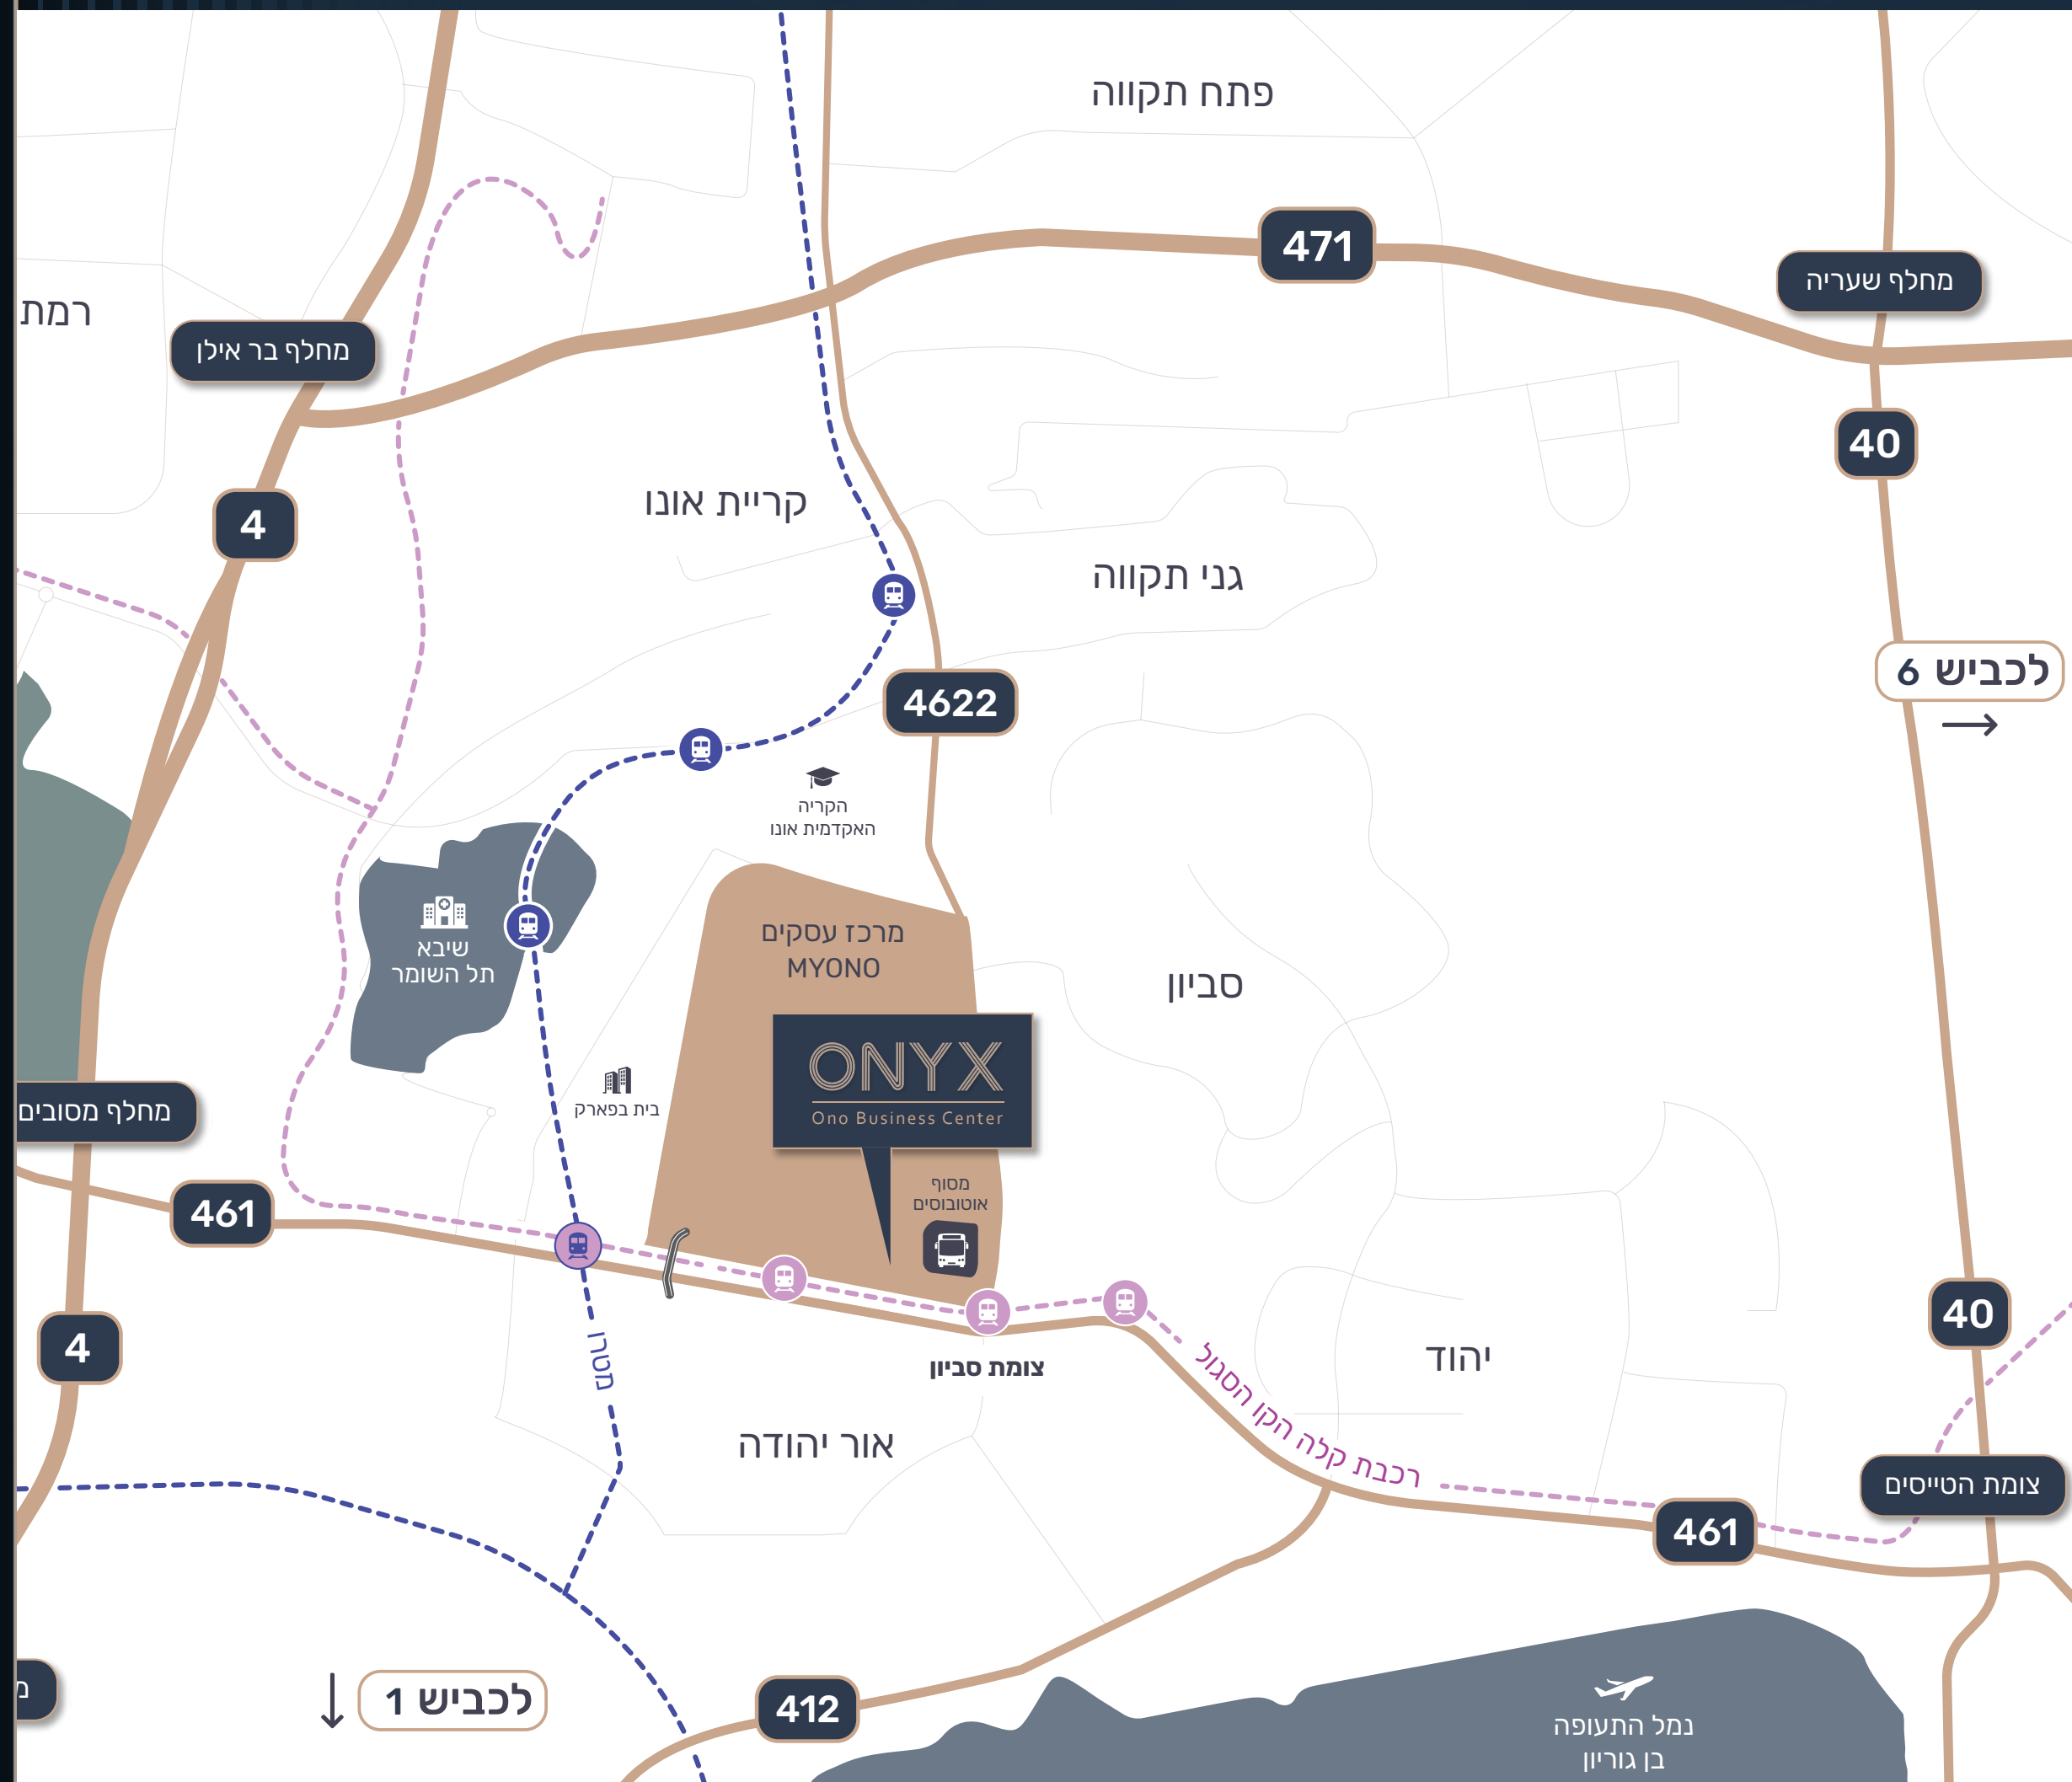 פתח תקווה
471
מחלף שעריה
רמת
מחלף בר אילן
40
4
קריית אונו
גני תקווה
לכביש 6
4622
הקריה
האקדמית אונו
שיבא
תל השומר
מרכז עסקים
MYONO
סביון
ONYX
Ono Business Center
בית בפארק
מחלף מסובים
מסוף
אוטובוסים
461
40
4
מטרו
צומת סביון
יהוד
רכבת קלה הקו הסגול
אור יהודה
צומת הטייסים
461
לכביש 1
412
נמל התעופה
בן גוריון